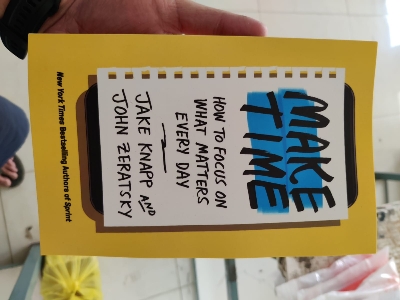 MAKE
TIME
HOW TO FOCUS ON
WHAT MATTERS
EVERY DAY
JAKE KNAPP AND
JOHN ZERATSKY
New York Times Bestselling Authors of Sprint